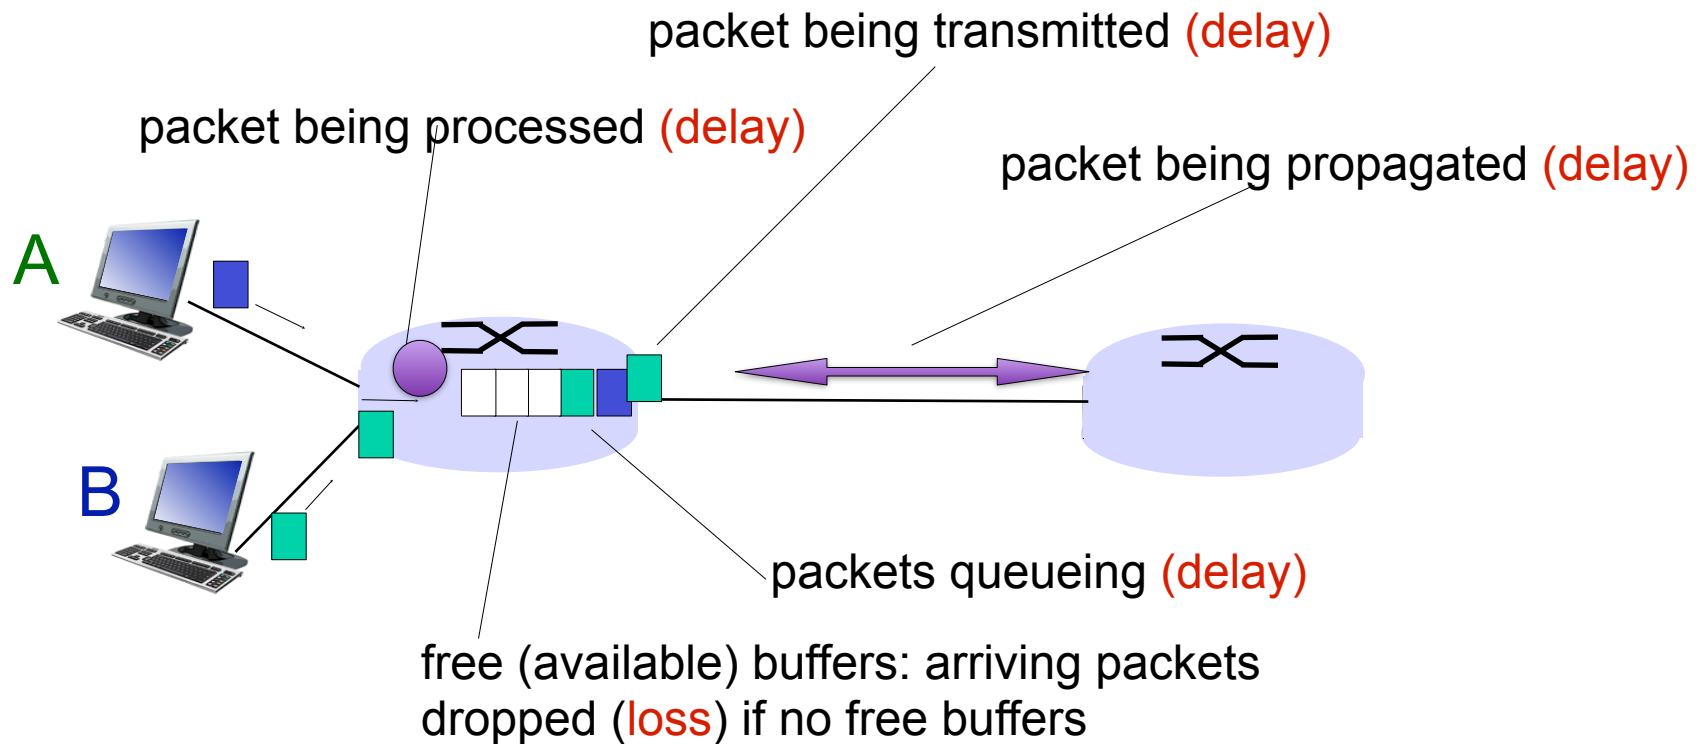 packet being transmitted (delay)
packet being processed (delay)
packet being propagated (delay)
A
B
packets queueing (delay)
free (available) buffers: arriving packets
dropped (loss) if no free buffers